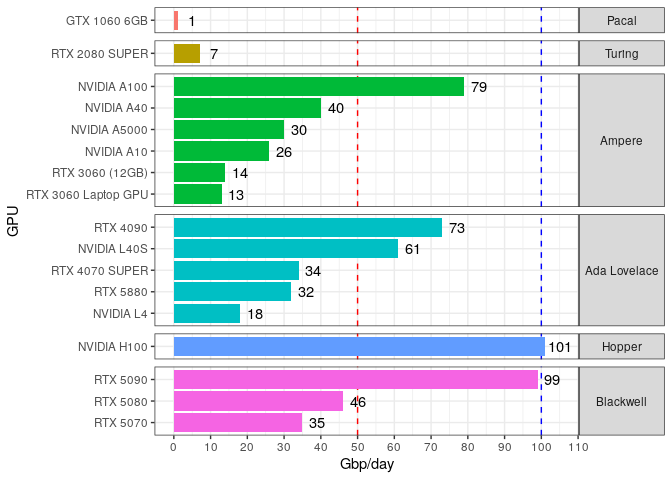 GTX 1060 6GB 1 Pacal
RTX 2080 SUPER 7 Turing
NVIDIA A100 79
NVIDIA A40 40
NVIDIA A5000 30
NVIDIA A10 26
RTX 3060 (12GB) 14
RTX 3060 Laptop GPU 13
Ampere
RTX 4090 73
NVIDIA L40S 61
RTX 4070 SUPER 34
RTX 5880 32
NVIDIA L4 18
Ada Lovelace
NVIDIA H100 101 Hopper
RTX 5090 99
RTX 5080 46
RTX 5070 35
Blackwell
0 10 20 30 40 50 60 70 80 90 100 110
Gbp/day
GPU